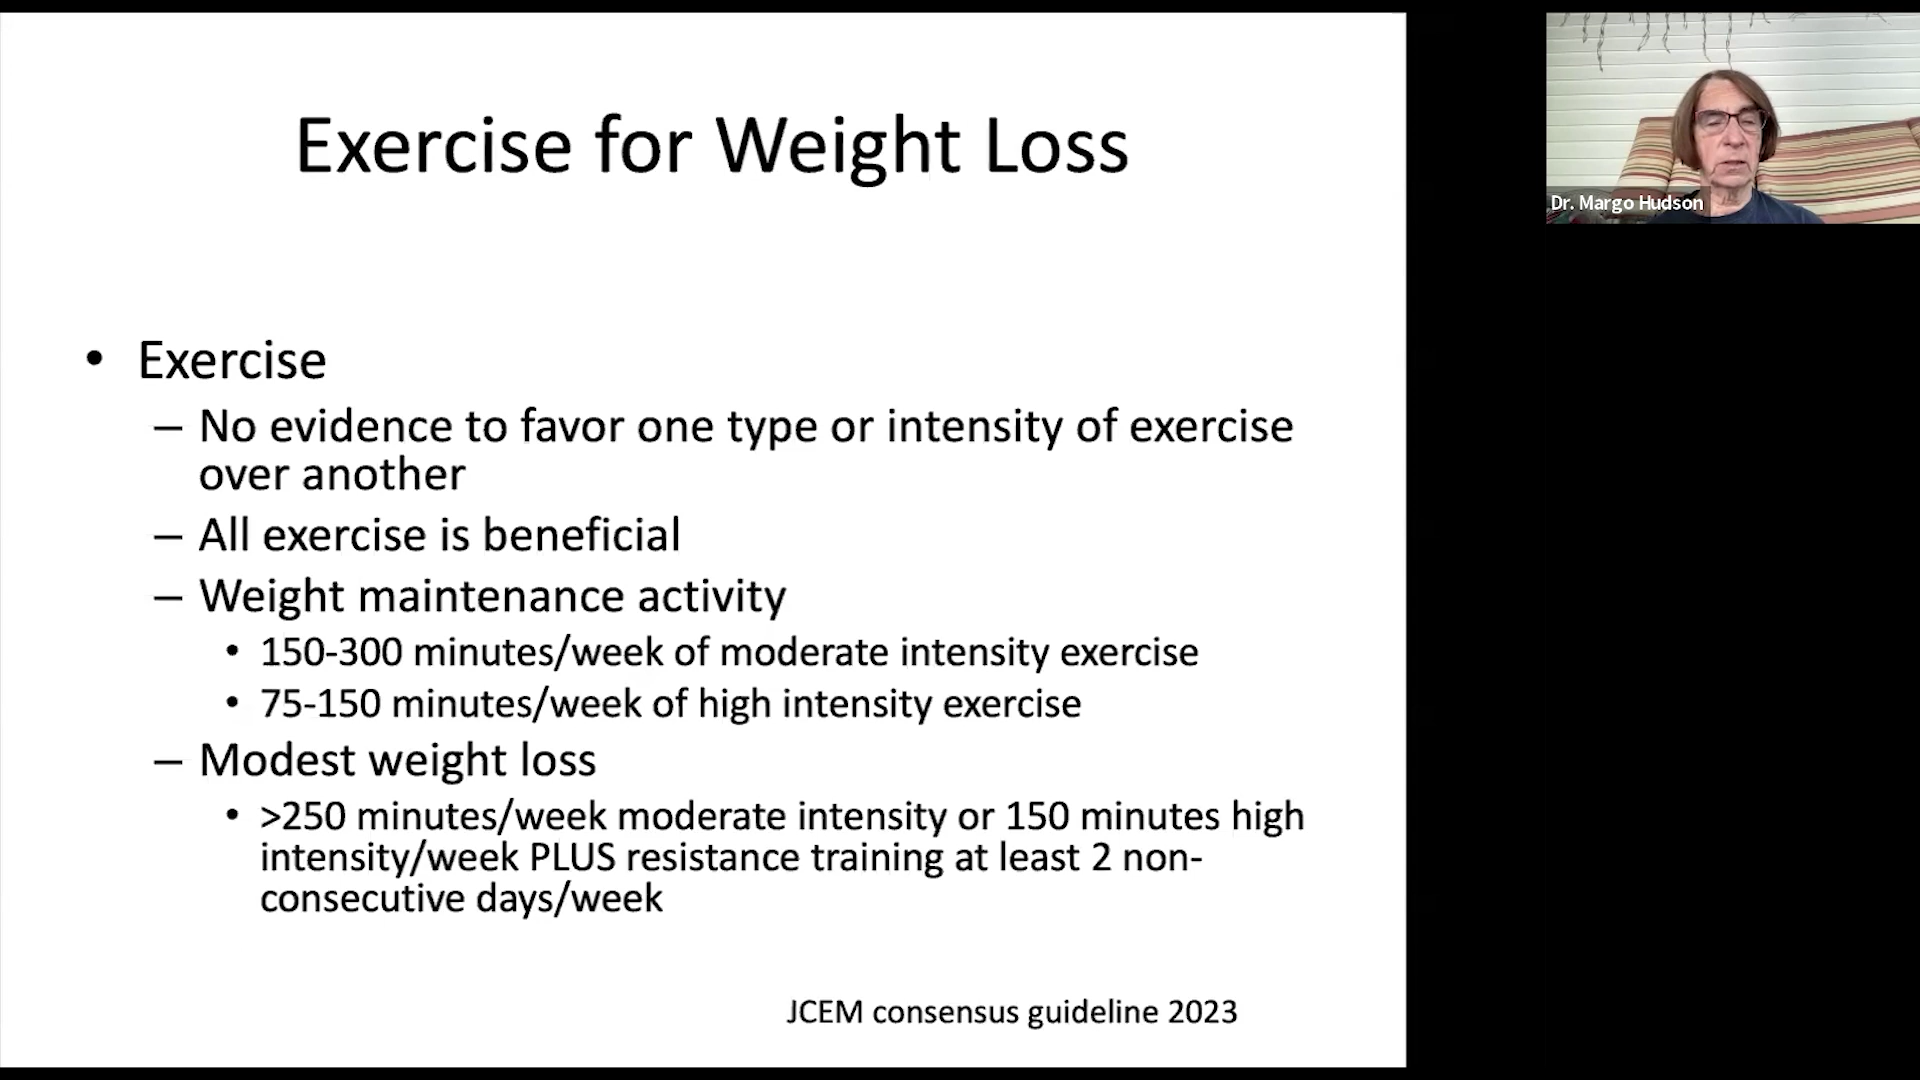 Exercise for Weight Loss
• Exercise
– No evidence to favor one type or intensity of exercise
over another
– All exercise is beneficial
– Weight maintenance activity
• 150-300 minutes/week of moderate intensity exercise
• 75-150 minutes/week of high intensity exercise
– Modest weight loss
• >250 minutes/week moderate intensity or 150 minutes high
intensity/week PLUS resistance training at least 2 non-
consecutive days/week
JCEM consensus guideline 2023
Dr. Margo Hudson